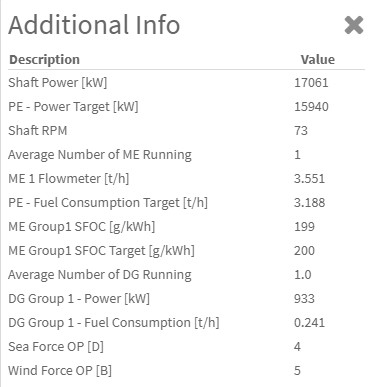 Additional Info
Description Value
Shaft Power [kW] 17061
PE - Power Target [kW] 15940
Shaft RPM 73
Average Number of ME Running 1
ME 1 Flowmeter [t/h] 3.551
PE - Fuel Consumption Target [t/h] 3.188
ME Group1 SFOC [g/kWh] 199
ME Group1 SFOC Target [g/kWh] 200
Average Number of DG Running 1.0
DG Group 1 - Power [kW] 933
DG Group 1 - Fuel Consumption [t/h] 0.241
Sea Force OP [D] 4
Wind Force OP [B] 5